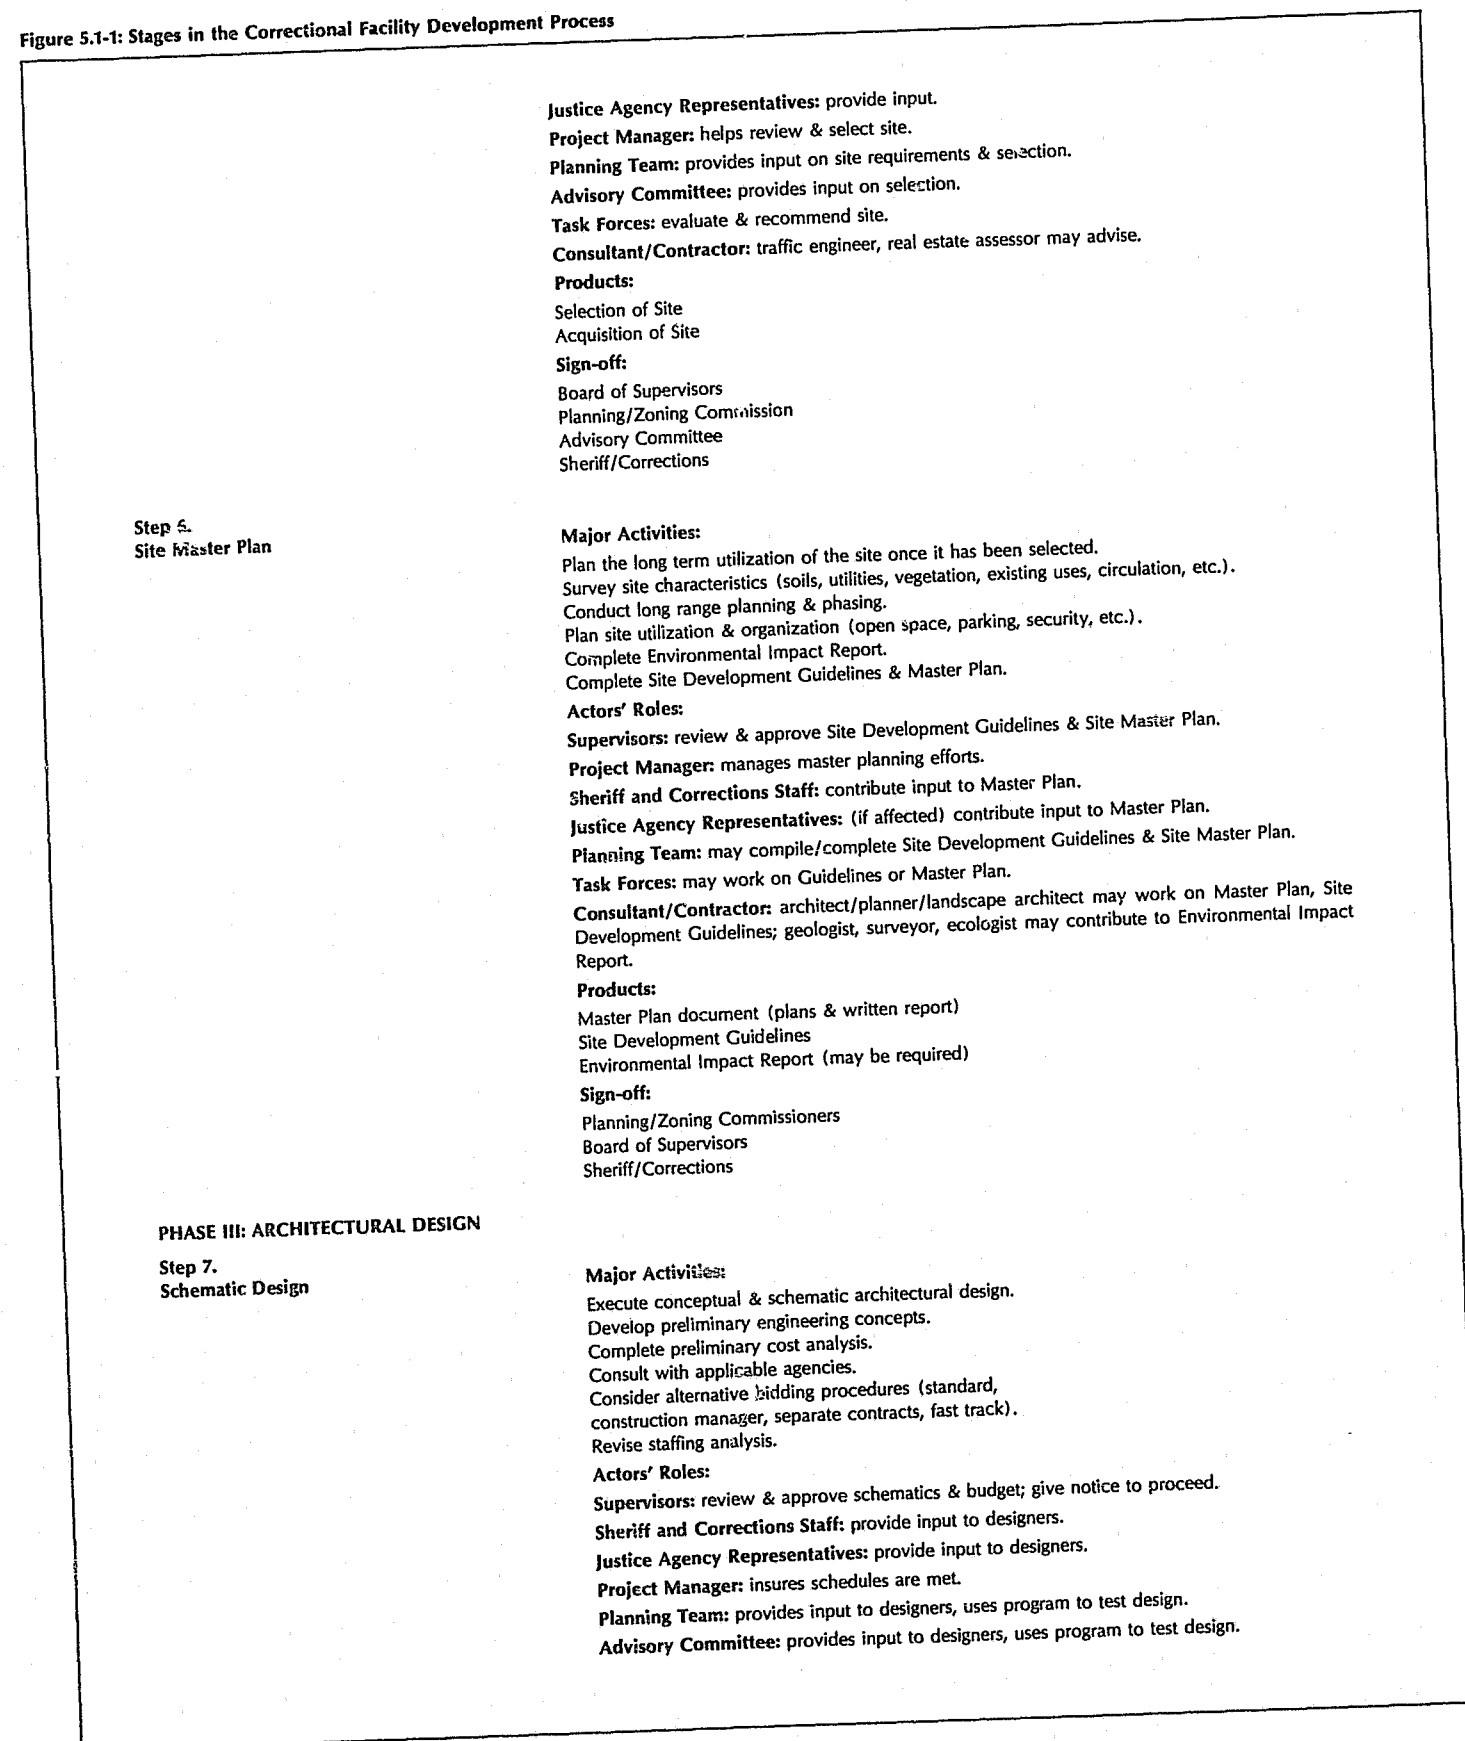 Figure 5.1-1: Stages in the Correctional Facility Development Process
Justice Agency Representatives: provide input.
Project Manager: helps review & select site.
Planning Team: provides input on site requirements & selection.
Advisory Committee: provides input on selection.
Task Forces: evaluate & recommend site.
Consultant/Contractor: traffic engineer, real estate assessor may advise.
Products:
Selection of Site
Acquisition of Site
Sign-off:
Board of Supervisors
Planning/Zoning Commission
Advisory Committee
Sheriff/Corrections
Step 6.
Site Master Plan
Major Activities:
Plan the long term utilization of the site once it has been selected.
Survey site characteristics (soils, utilities, vegetation, existing uses, circulation, etc.).
Conduct long range planning & phasing.
Plan site utilization & organization (open space, parking, security, etc.).
Complete Environmental Impact Report.
Complete Site Development Guidelines & Master Plan.
Actors' Roles:
Supervisors: review & approve Site Development Guidelines & Site Master Plan.
Project Manager: manages master planning efforts.
Sheriff and Corrections Staff: contribute input to Master Plan.
Justice Agency Representatives: (if affected) contribute input to Master Plan.
Planning Team: may compile/complete Site Development Guidelines & Site Master Plan.
Task Forces: may work on Guidelines or Master Plan.
Consultant/Contractor: architect/planner/landscape architect may work on Master Plan, Site
Development Guidelines; geologist, surveyor, ecologist may contribute to Environmental Impact
Report.
Products:
Master Plan document (plans & written report)
Site Development Guidelines
Environmental Impact Report (may be required)
Sign-off:
Planning/Zoning Commissioners
Board of Supervisors
Sheriff/Corrections
PHASE III: ARCHITECTURAL DESIGN
Step 7.
Schematic Design
Major Activities:
Execute conceptual & schematic architectural design.
Develop preliminary engineering concepts.
Complete preliminary cost analysis.
Consult with applicable agencies.
Consider alternative bidding procedures (standard,
construction manager, separate contracts, fast track).
Revise staffing analysis.
Actors' Roles:
Supervisors: review & approve schematics & budget; give notice to proceed.
Sheriff and Corrections Staff: provide input to designers.
Justice Agency Representatives: provide input to designers.
Project Manager: insures schedules are met.
Planning Team: provides input to designers, uses program to test design.
Advisory Committee: provides input to designers, uses program to test design.